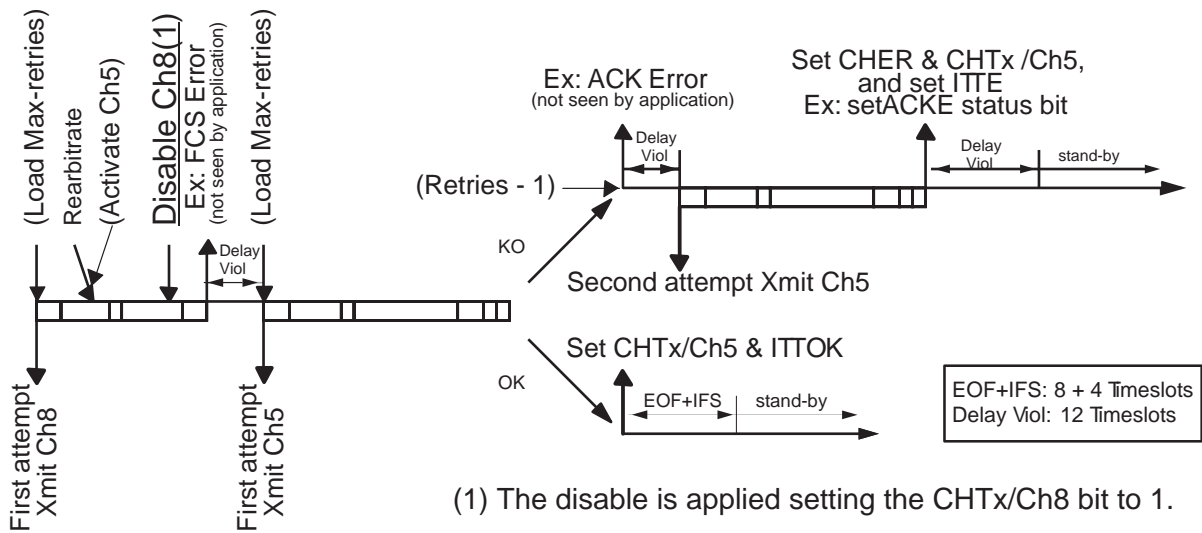 (Load Max-retries)
Rearbitrate
(Activate Ch5)
Disable Ch8(1)
Ex: FCS Error
(not seen by application)
(Load Max-retries)
Delay
Viol
First attempt
Xmit Ch8
First attempt
Xmit Ch5
KO
OK
(Retries - 1)
Ex: ACK Error
(not seen by application)
Delay
Viol
Second attempt Xmit Ch5
Set CHER & CHTx /Ch5,
and set ITTE
Ex: setACKE status bit
Delay
Viol
stand-by
Set CHTx/Ch5 & ITTOK
EOF+IFS
stand-by
EOF+IFS: 8 + 4 Timeslots
Delay Viol: 12 Timeslots
(1) The disable is applied setting the CHTx/Ch8 bit to 1.